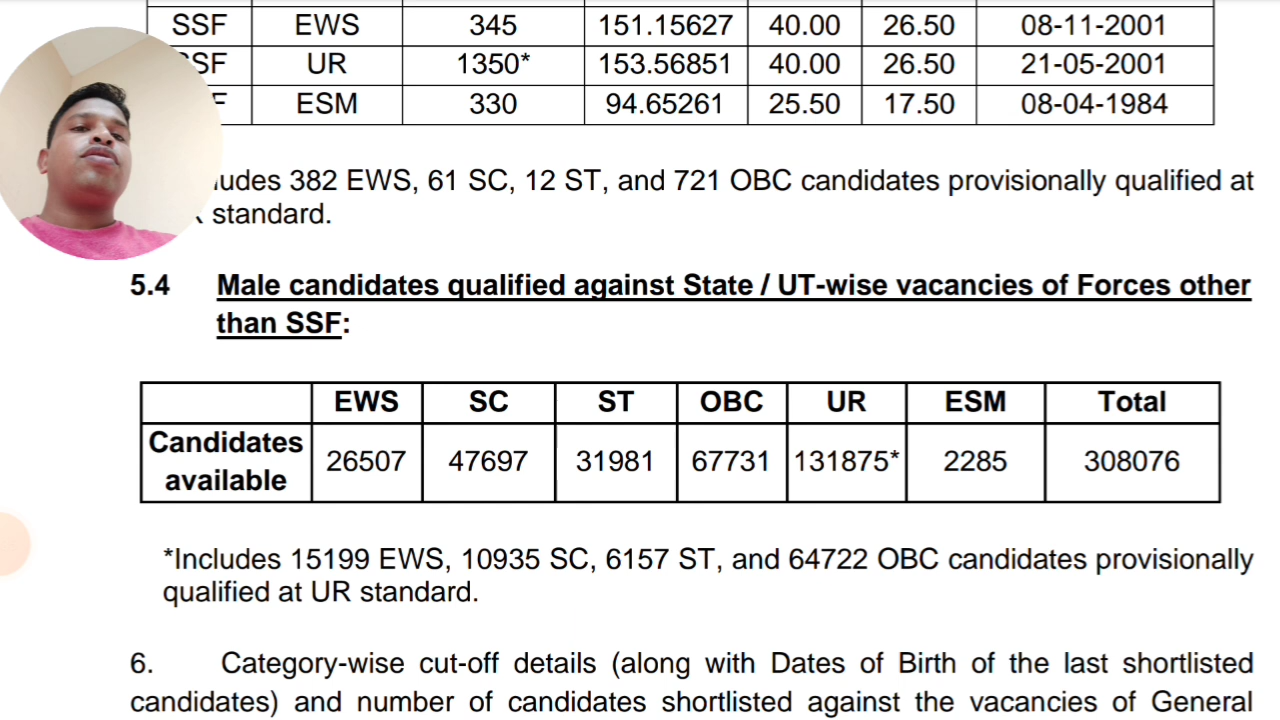 SSF EWS 345 151.15627 40.00 26.50 08-11-2001
SF UR 1350* 153.56851 40.00 26.50 21-05-2001
ESM 330 94.65261 25.50 17.50 08-04-1984
382 EWS, 61 SC, 12 ST, and 721 OBC candidates provisionally qualified at
standard.
5.4 Male candidates qualified against State / UT-wise vacancies of Forces other
than SSF:
EWS SC ST OBC UR ESM Total
Candidates
available 26507 47697 31981 67731 131875* 2285 308076
*Includes 15199 EWS, 10935 SC, 6157 ST, and 64722 OBC candidates provisionally
qualified at UR standard.
6. Category-wise cut-off details (along with Dates of Birth of the last shortlisted
candidates) and number of candidates shortlisted against the vacancies of General